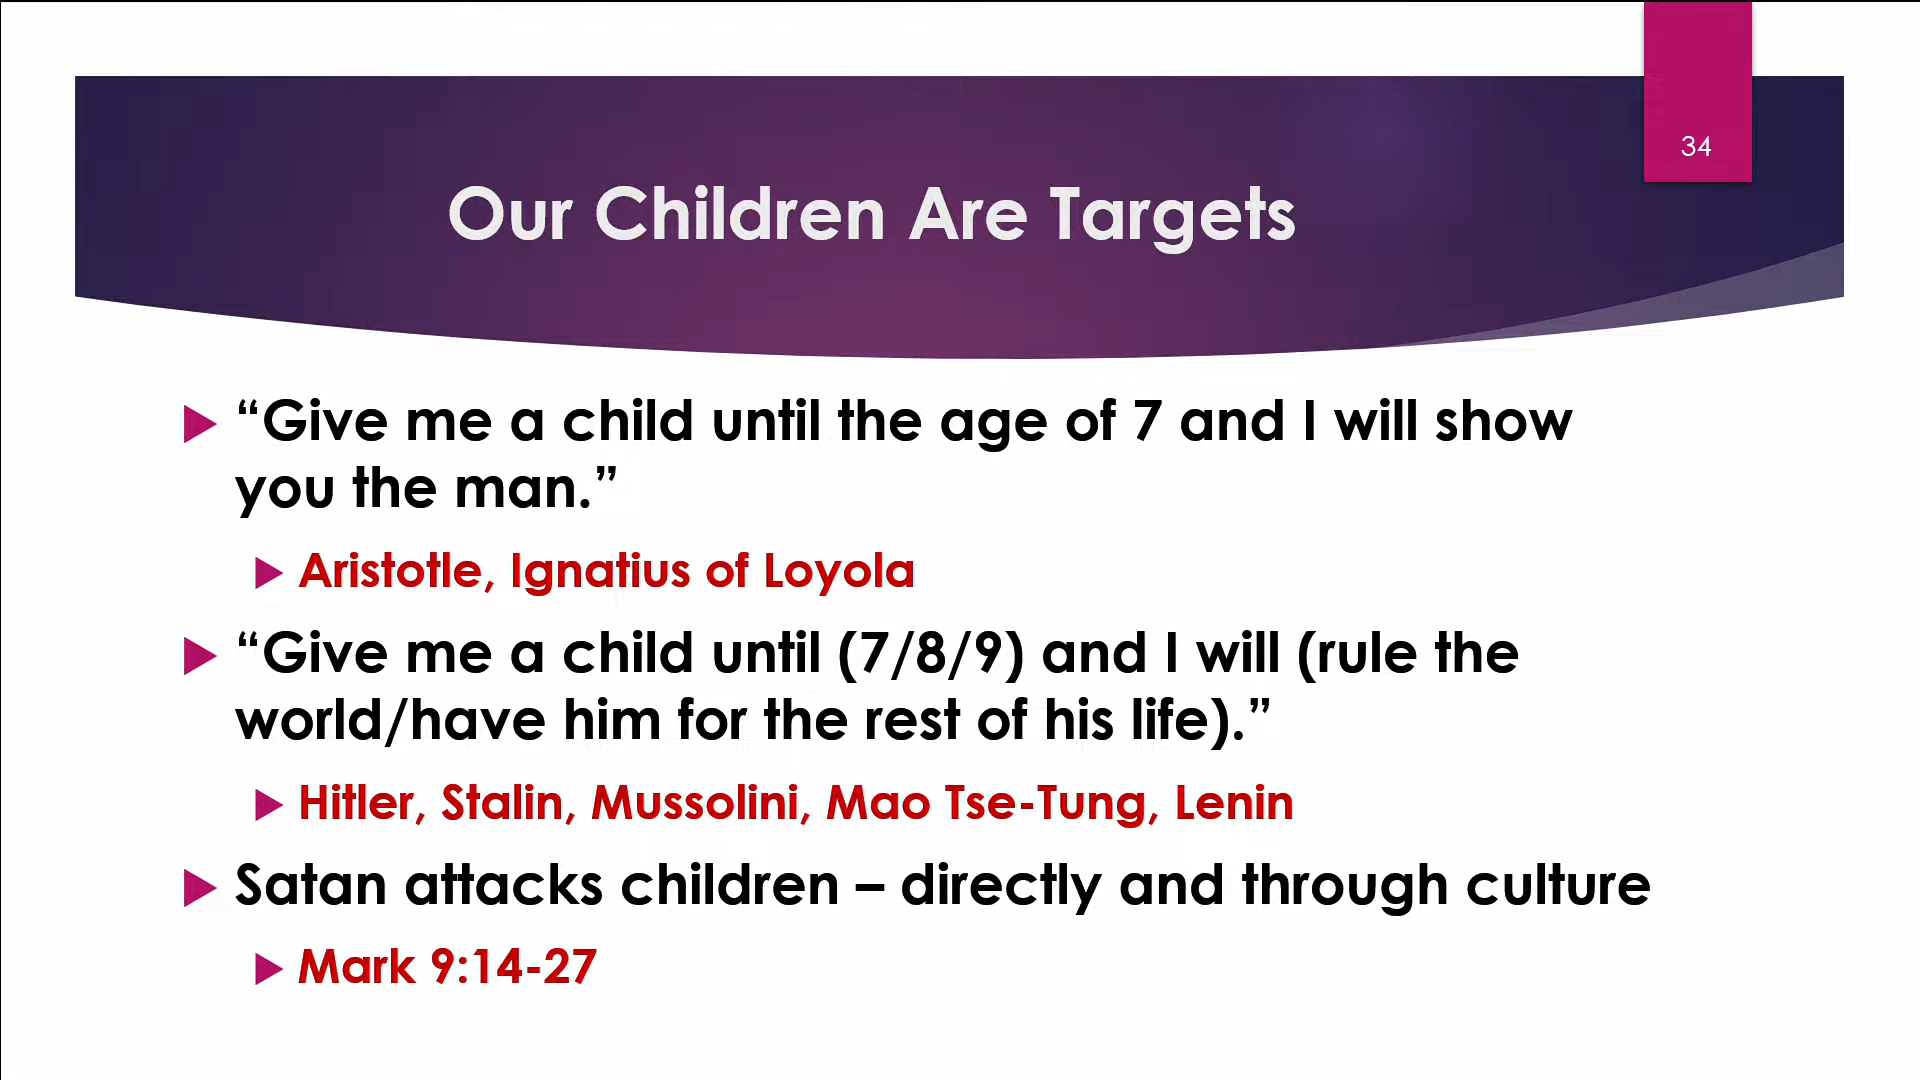 34
Our Children Are Targets
“Give me a child until the age of 7 and I will show
you the man.”
Aristotle, Ignatius of Loyola
“Give me a child until (7/8/9) and I will (rule the
world/have him for the rest of his life).”
Hitler, Stalin, Mussolini, Mao Tse-Tung, Lenin
Satan attacks children – directly and through culture
Mark 9:14-27